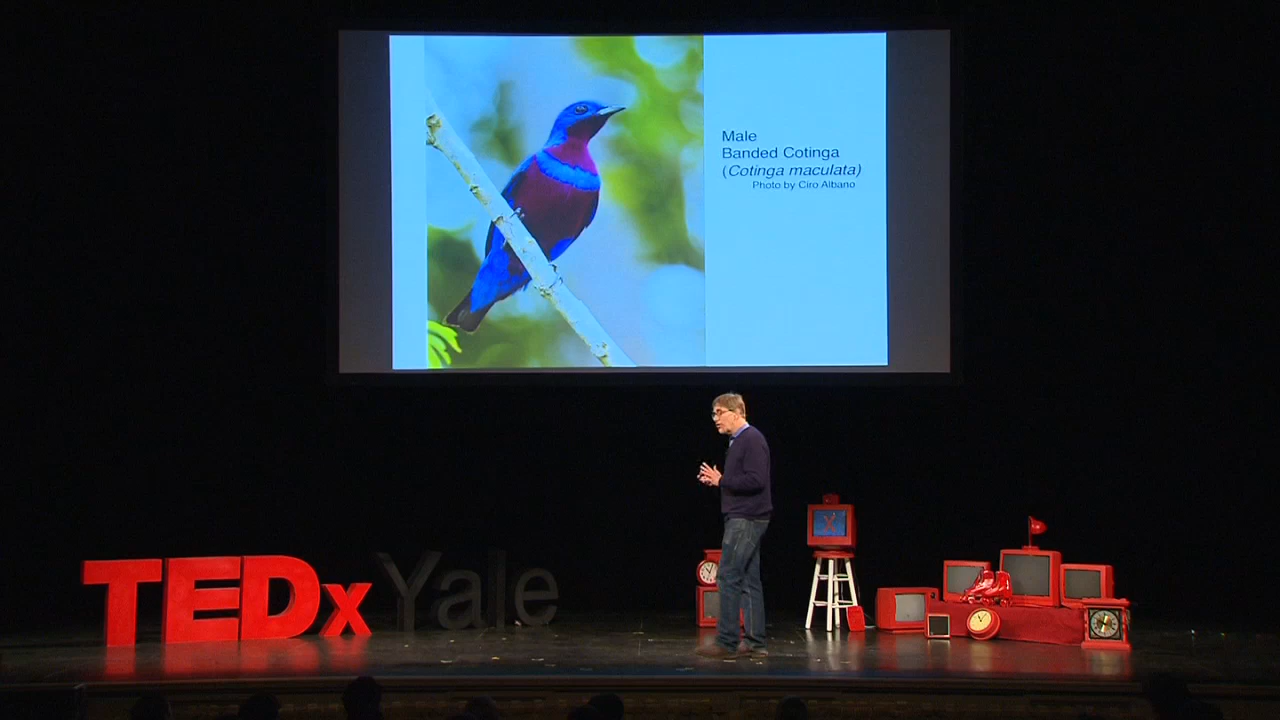 Male
Banded Cotinga
(Cotinga maculata)
Photo by Ciro Albano
TEDxYale
X